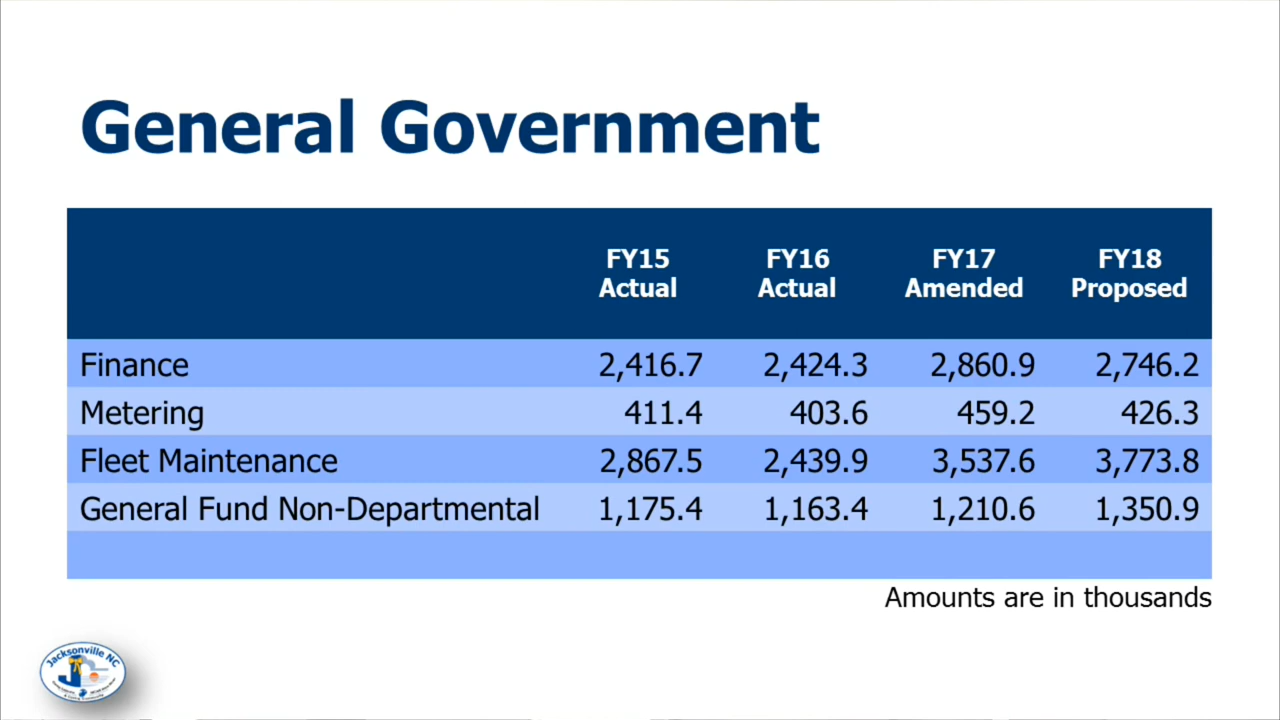 General Government
FY15 Actual FY16 Actual FY17 Amended FY18 Proposed
Finance 2,416.7 2,424.3 2,860.9 2,746.2
Metering 411.4 403.6 459.2 426.3
Fleet Maintenance 2,867.5 2,439.9 3,537.6 3,773.8
General Fund Non-Departmental 1,175.4 1,163.4 1,210.6 1,350.9
Amounts are in thousands
Jacksonville NC